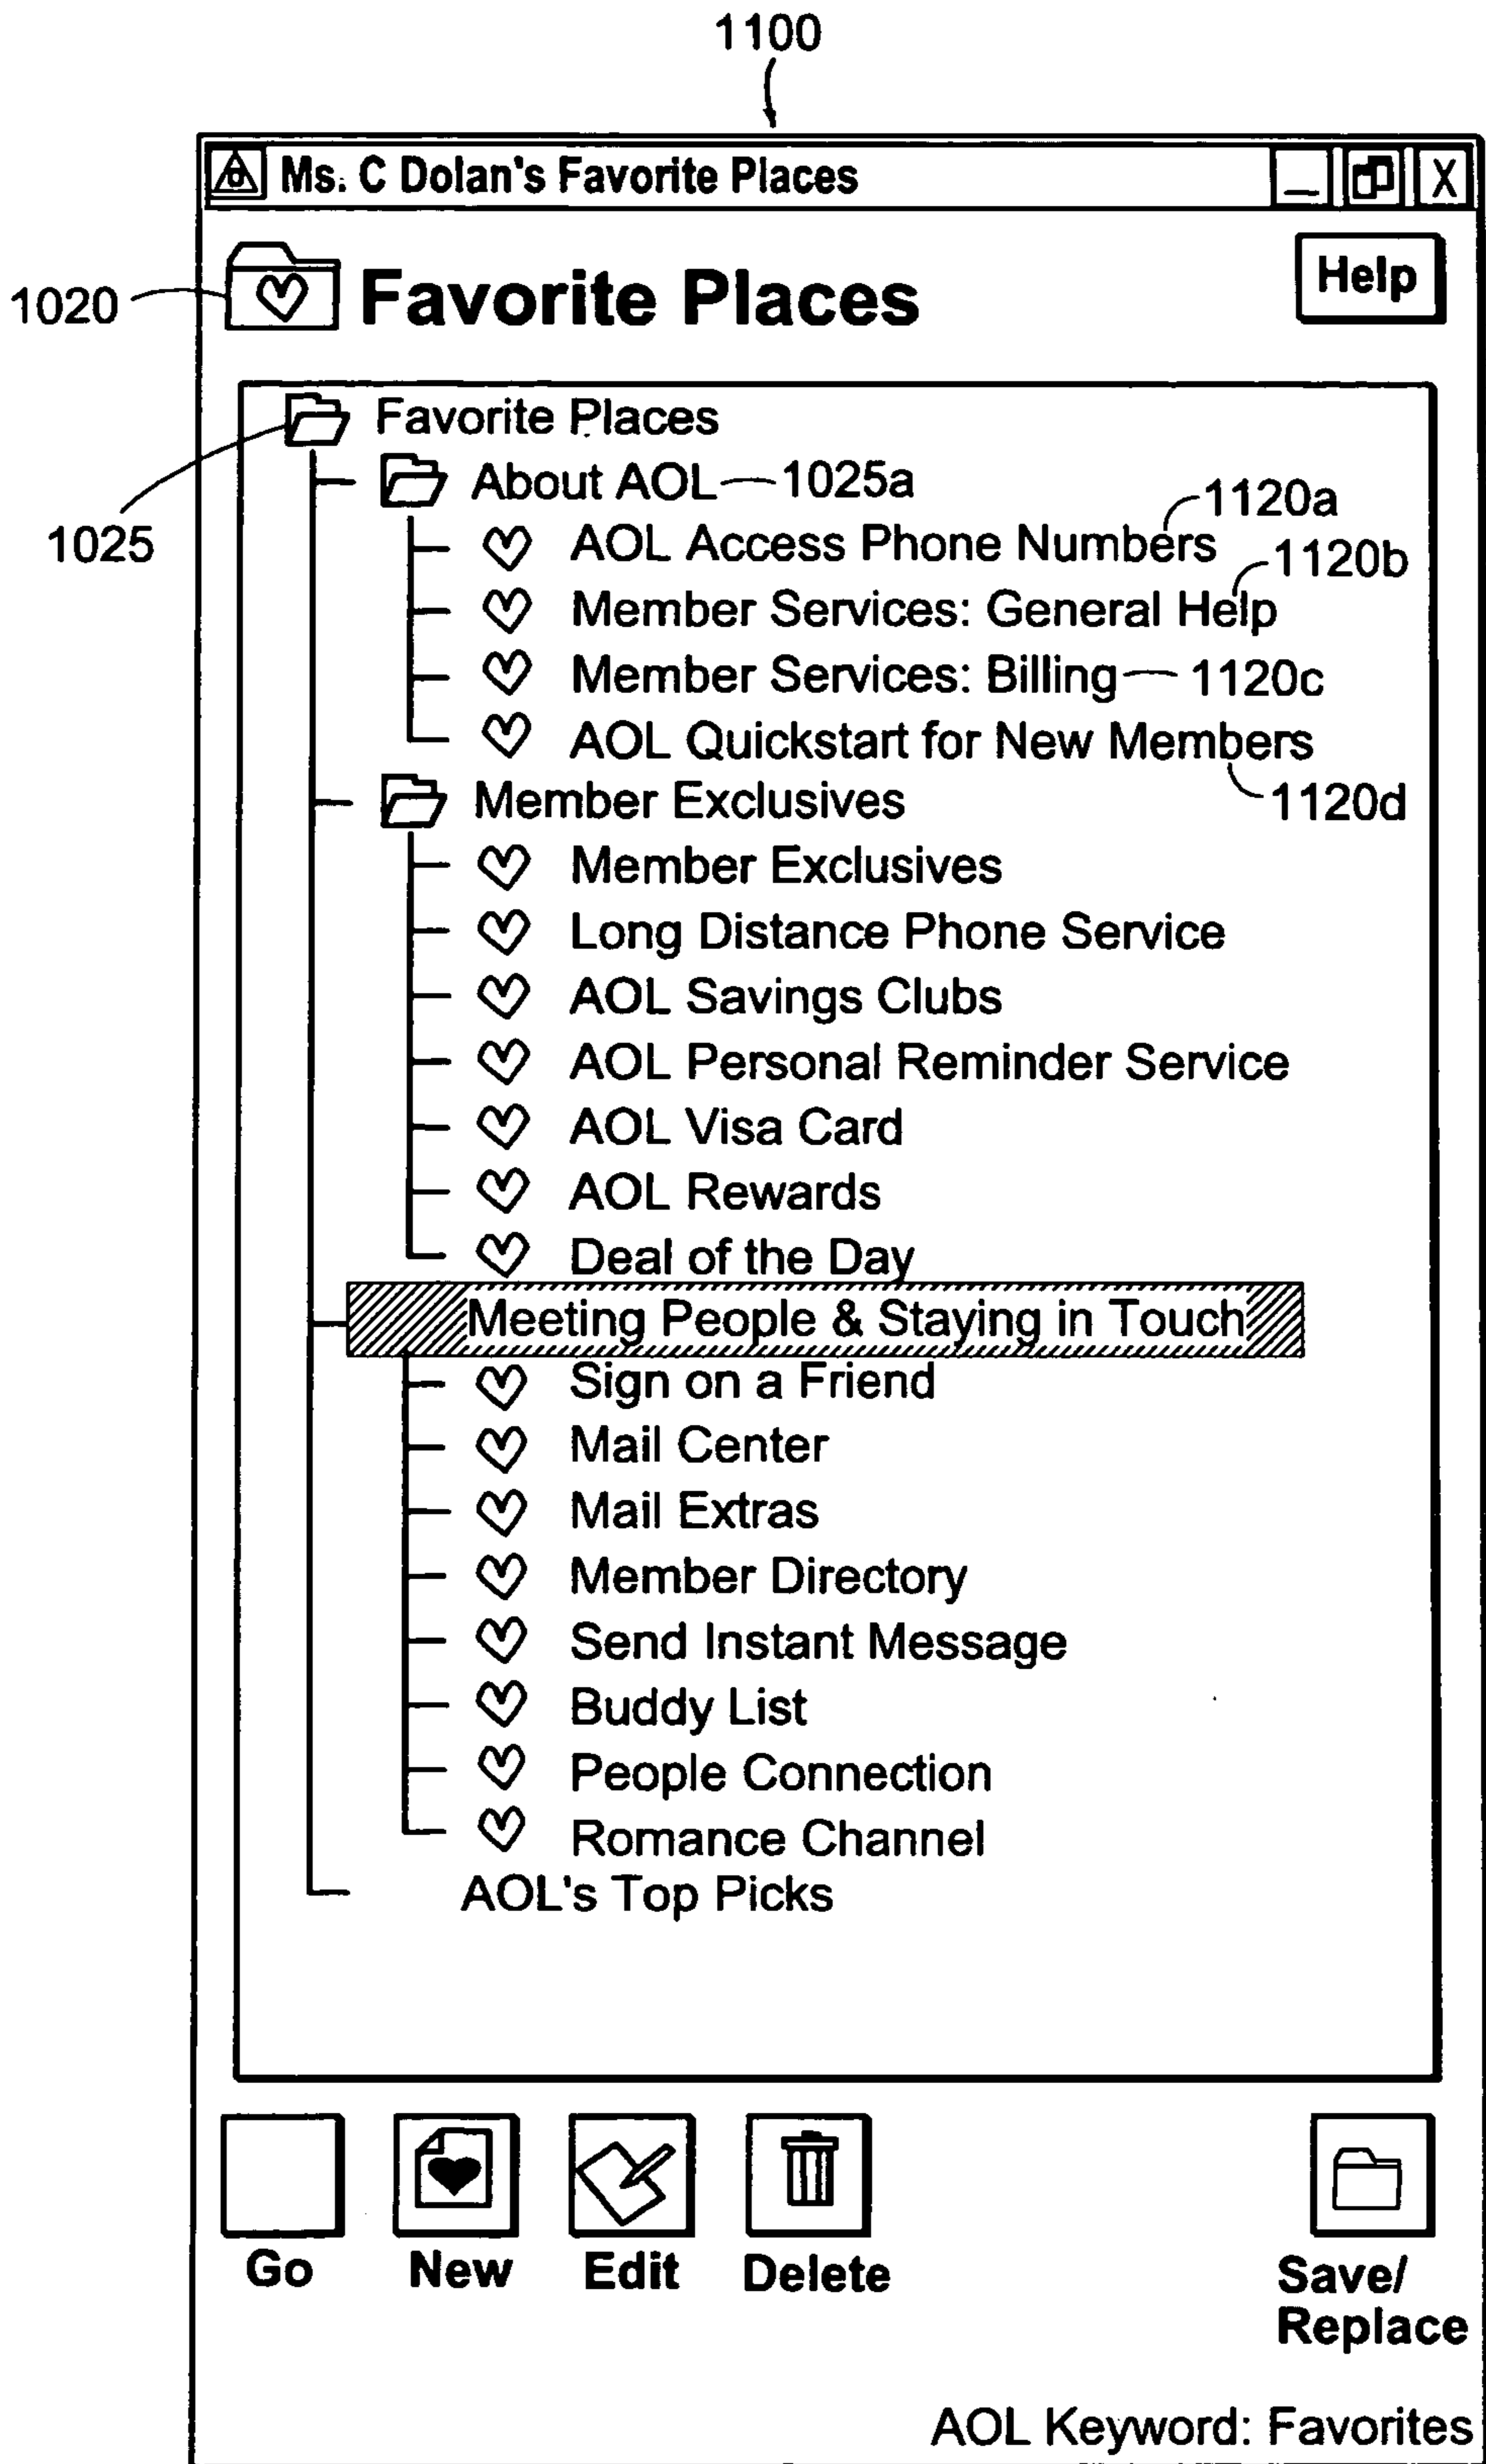 1100
Ms. C Dolan's Favorite Places
X
1020
Favorite Places
Help
Favorite Places
1025
About AOL
1025a
AOL Access Phone Numbers
1120a
Member Services: General Help
1120b
Member Services: Billing
1120c
AOL Quickstart for New Members
1120d
Member Exclusives
Member Exclusives
Long Distance Phone Service
AOL Savings Clubs
AOL Personal Reminder Service
AOL Visa Card
AOL Rewards
Deal of the Day
Meeting People & Staying in Touch
Sign on a Friend
Mail Center
Mail Extras
Member Directory
Send Instant Message
Buddy List
People Connection
Romance Channel
AOL's Top Picks
Go
New
Edit
Delete
Save/
Replace
AOL Keyword: Favorites